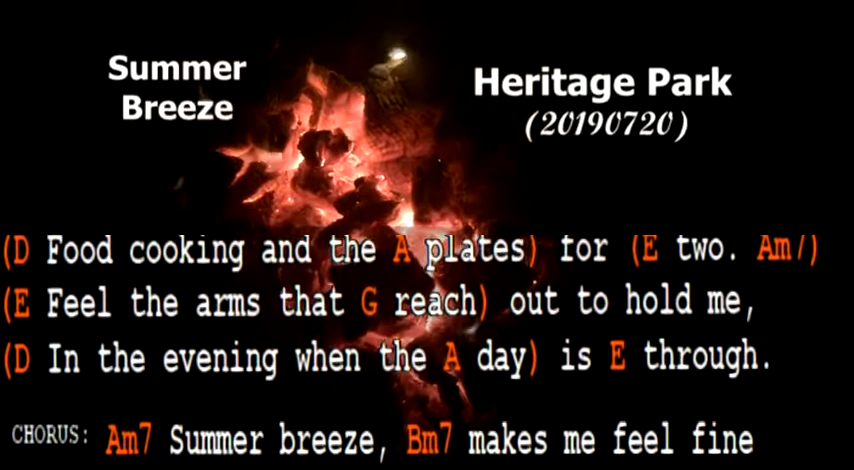 Summer
Breeze
Heritage Park
(20190720)
(D Food cooking and the A plates) for (E two. Am7)
(E Feel the arms that G reach) out to hold me,
(D In the evening when the A day) is E through.
CHORUS: Am7 Summer breeze, Bm7 makes me feel fine